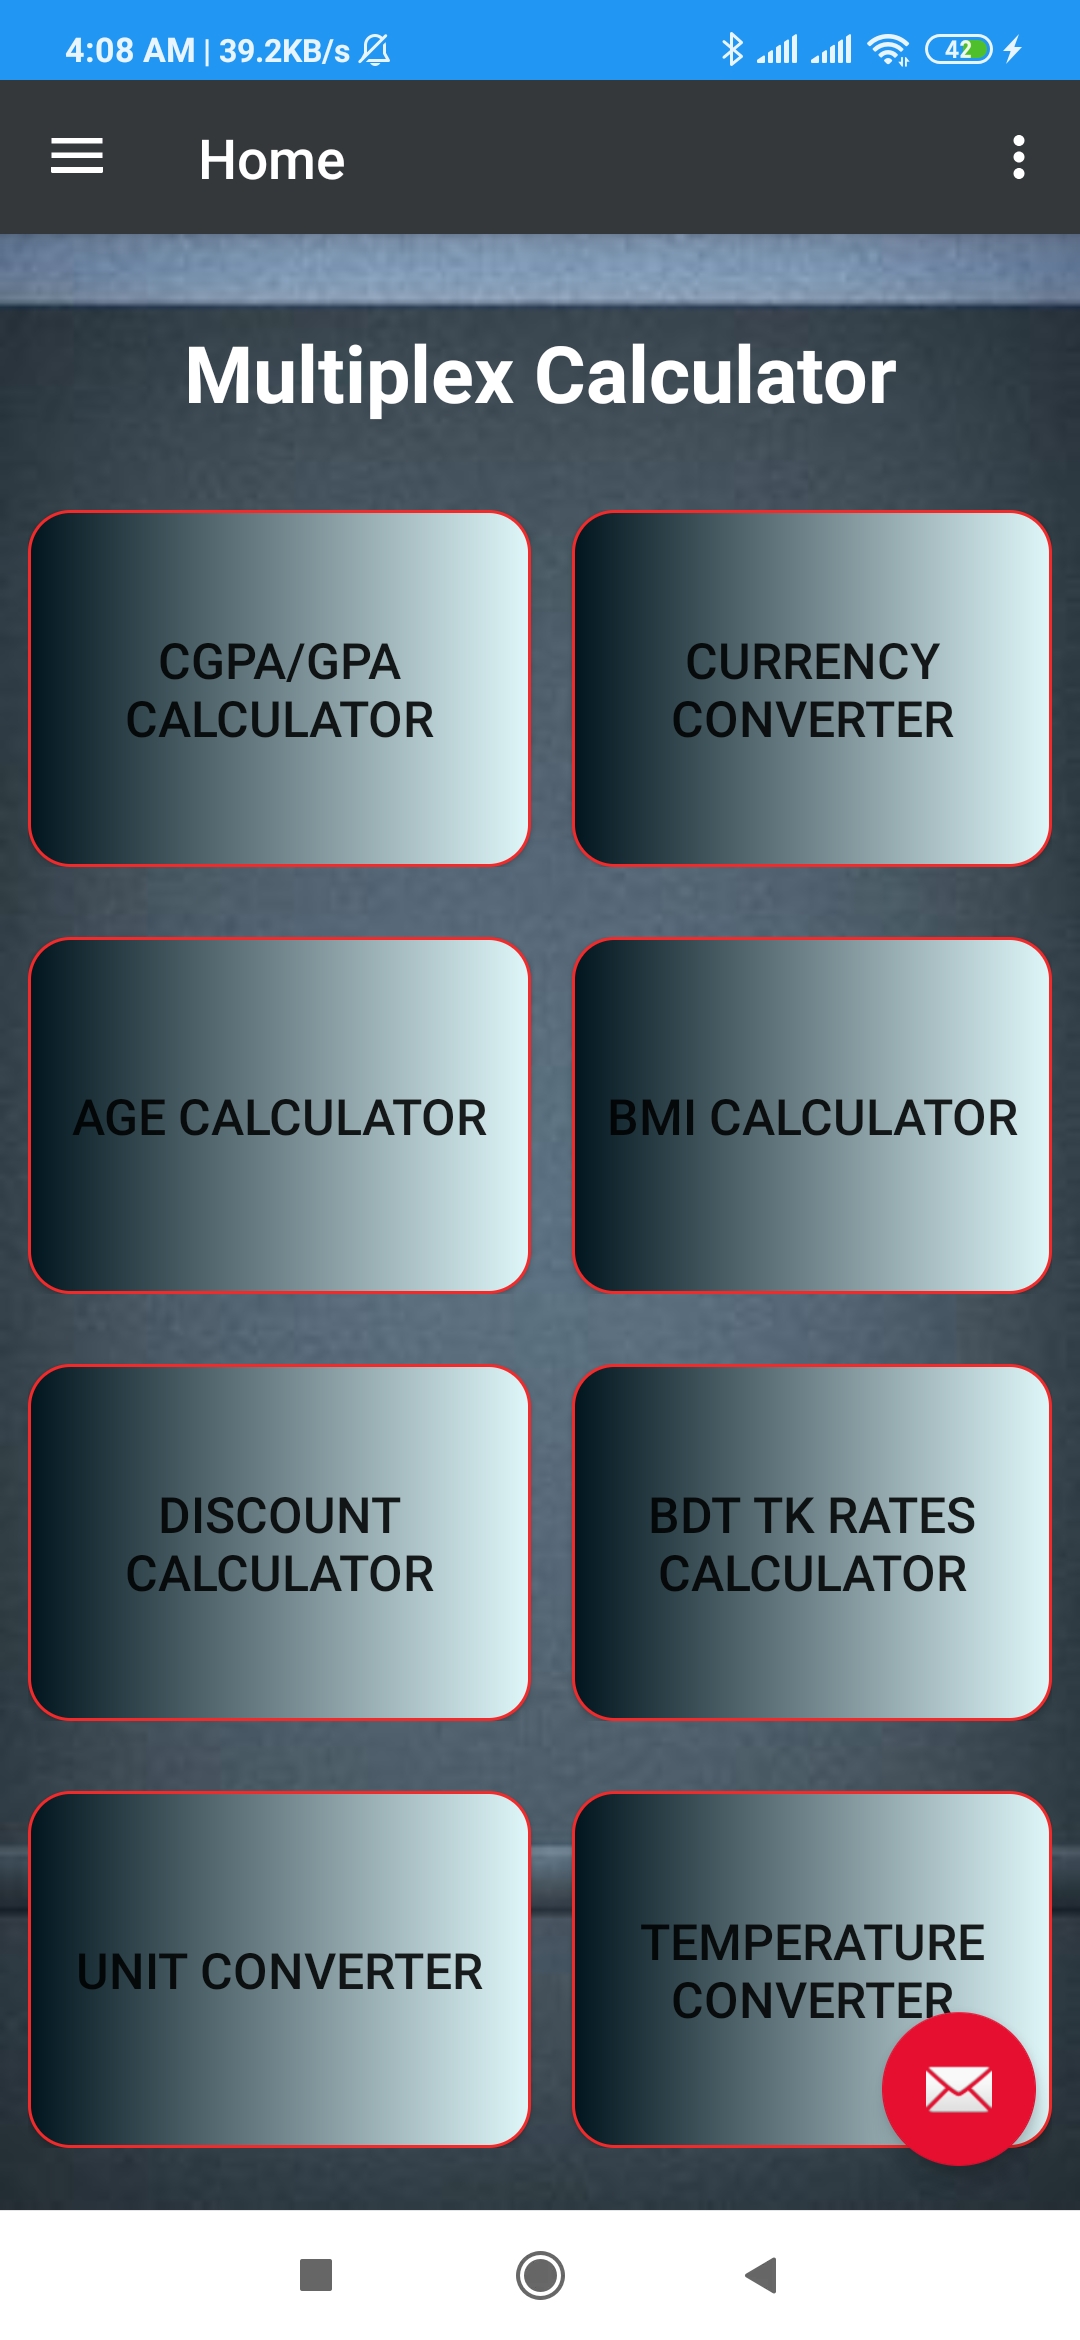 4:08 AM | 39.2KB/s
42
Home
Multiplex Calculator
CGPA/GPA
CALCULATOR
CURRENCY
CONVERTER
AGE CALCULATOR
BMI CALCULATOR
DISCOUNT
CALCULATOR
BDT TK RATES
CALCULATOR
UNIT CONVERTER
TEMPERATURE
CONVERTER